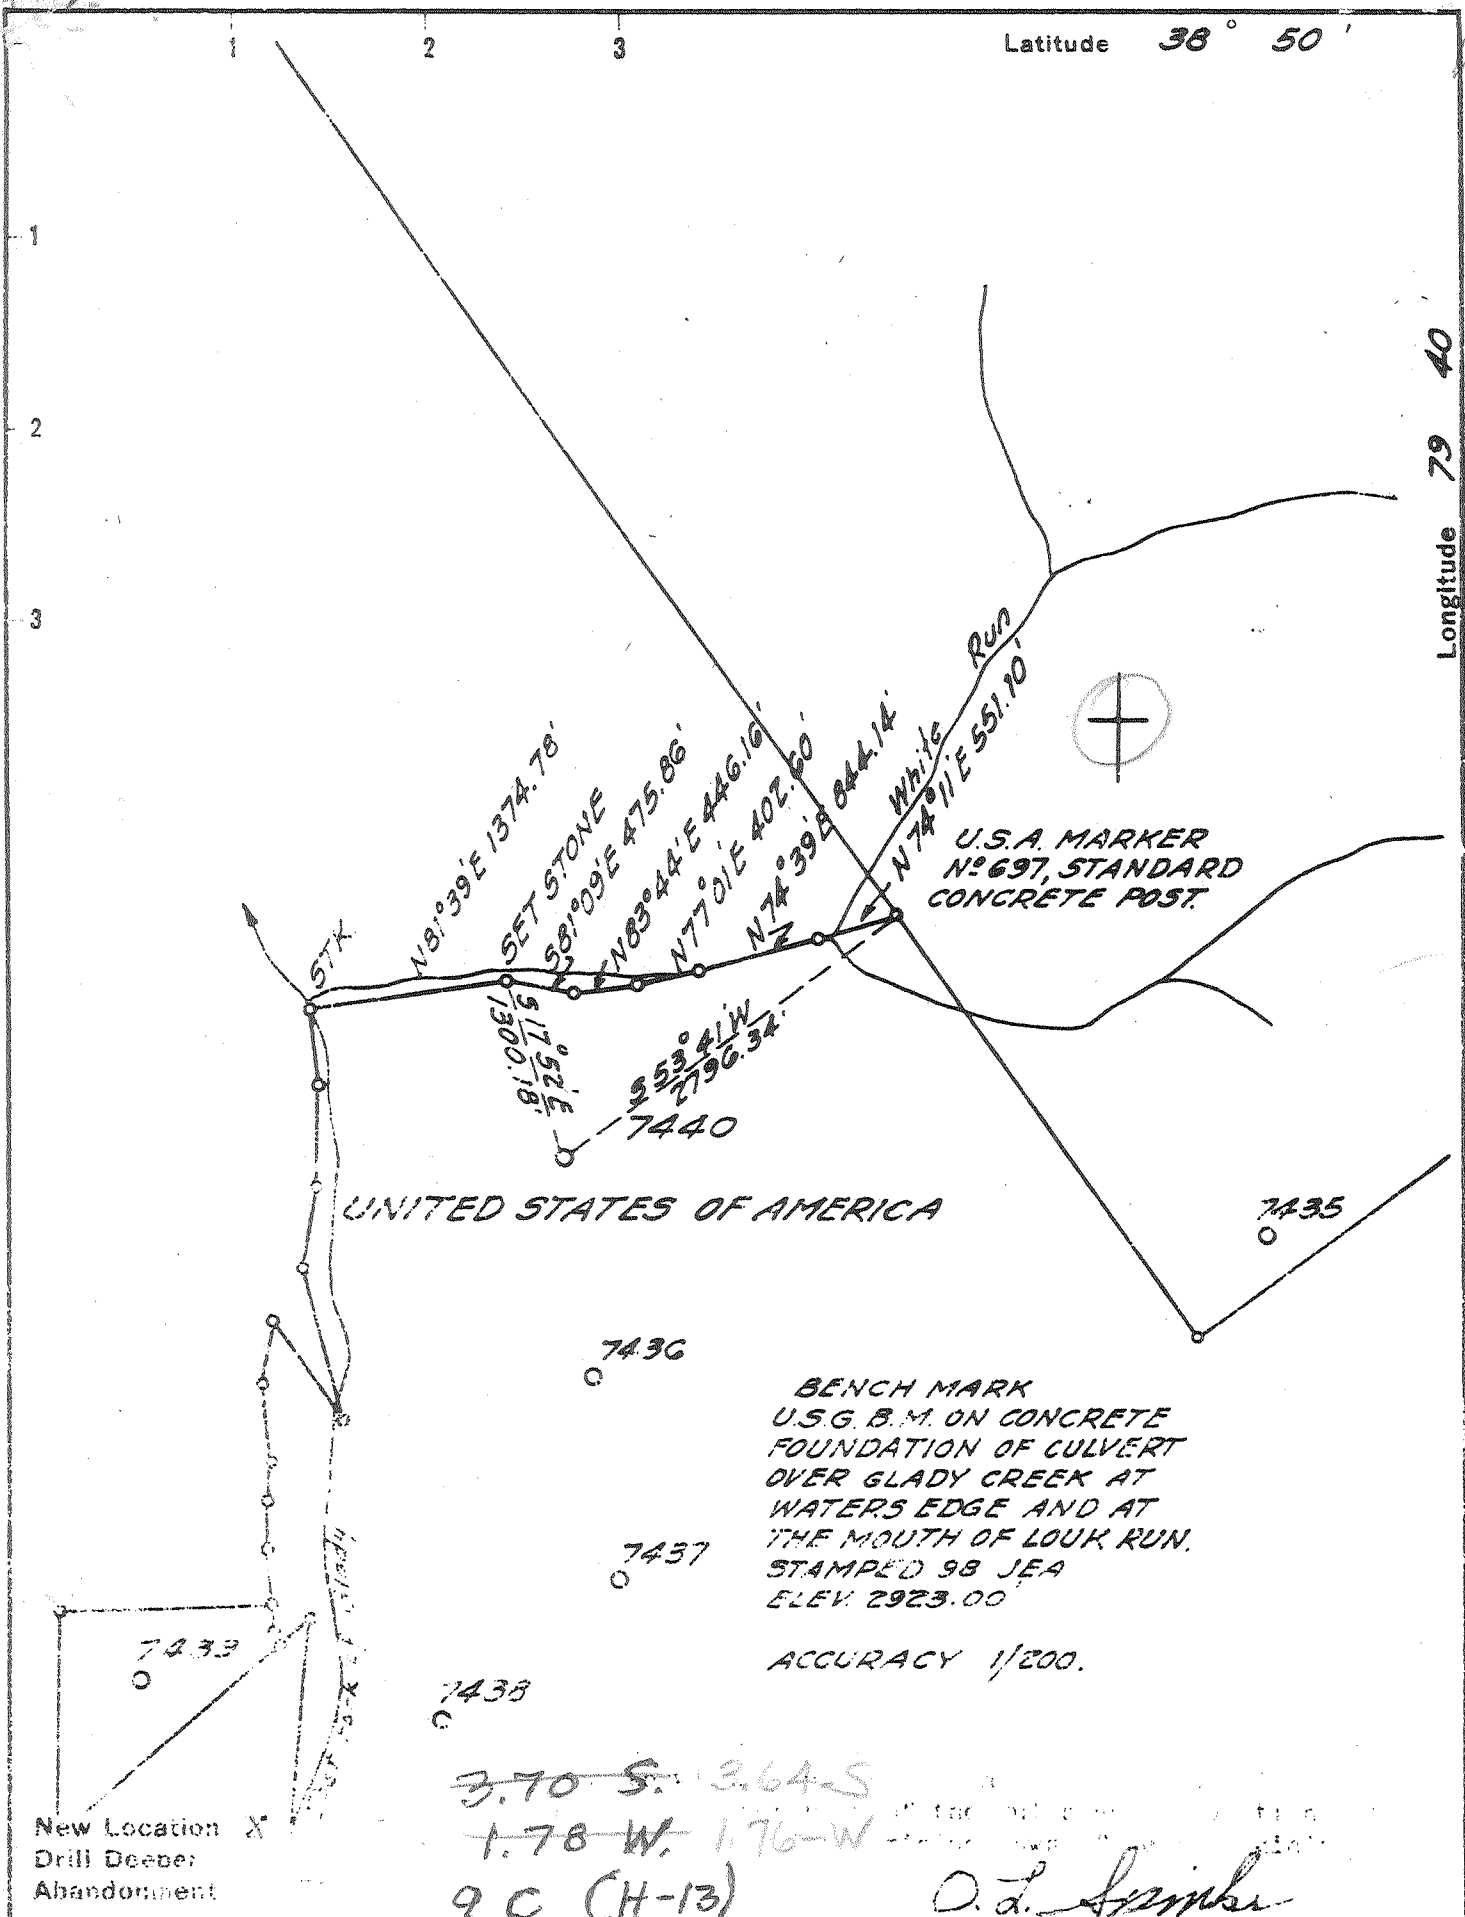 1 2 3 Latitude 38° 50'
1
2
3
Longitude 79 40
White Run
N81°39'E 1374.78'
SET STONE
S81°09'E 475.86'
N83°44'E 446.16'
N77°01'E 402.60'
N74°39'E 844.14'
N74°11'E 551.10'
U.S.A. MARKER
Nº 697, STANDARD
CONCRETE POST.
STK.
S17°52'E
1300.18'
S53°41'W
2796.34'
7440
UNITED STATES OF AMERICA
7435
7436
BENCH MARK
U.S.G. B.M. ON CONCRETE
FOUNDATION OF CULVERT
OVER GLADY CREEK AT
WATERS EDGE AND AT
THE MOUTH OF LOUK RUN.
STAMPED 98 JEA
ELEV. 2923.00'
7437
ACCURACY 1/200.
7433
7438
3.70 S. 3.64-S
1.78 W. 1.76-W
9 C (H-13)
New Location X
Drill Deeper
Abandonment
O.L.